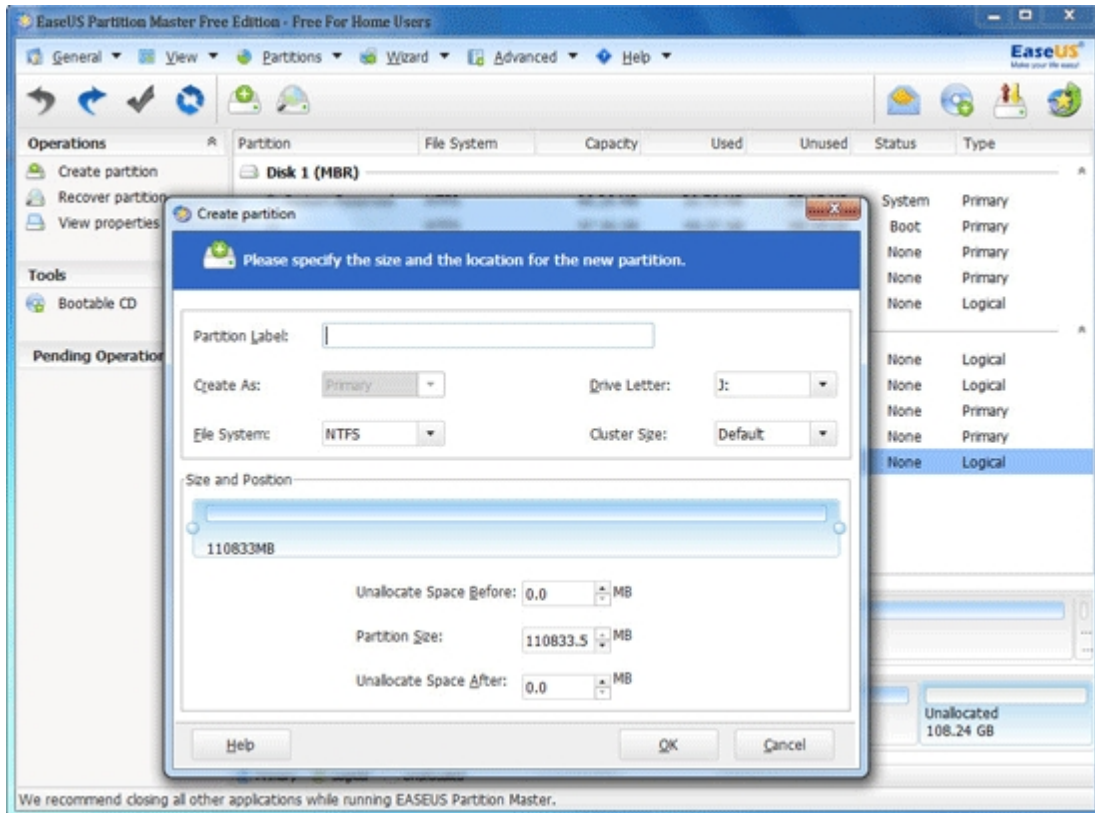 EaseUS Partition Master Free Edition - Free For Home Users
General View Partitions Wizard Advanced Help
EaseUS
Make your life easy!
Operations
Create partition
Recover partition
View properties
Tools
Bootable CD
Pending Operation
Partition File System Capacity Used Unused Status Type
Disk 1 (MBR)
System Primary
Boot Primary
None Primary
None Primary
None Logical
None Logical
None Logical
None Primary
None Primary
None Logical
Create partition
Please specify the size and the location for the new partition.
Partition Label:
Create As: Primary Drive Letter: J:
File System: NTFS Cluster Size: Default
Size and Position
110833MB
Unallocate Space Before: 0.0 MB
Partition Size: 110833.5 MB
Unallocate Space After: 0.0 MB
Help OK Cancel
Unallocated
108.24 GB
We recommend closing all other applications while running EASEUS Partition Master.